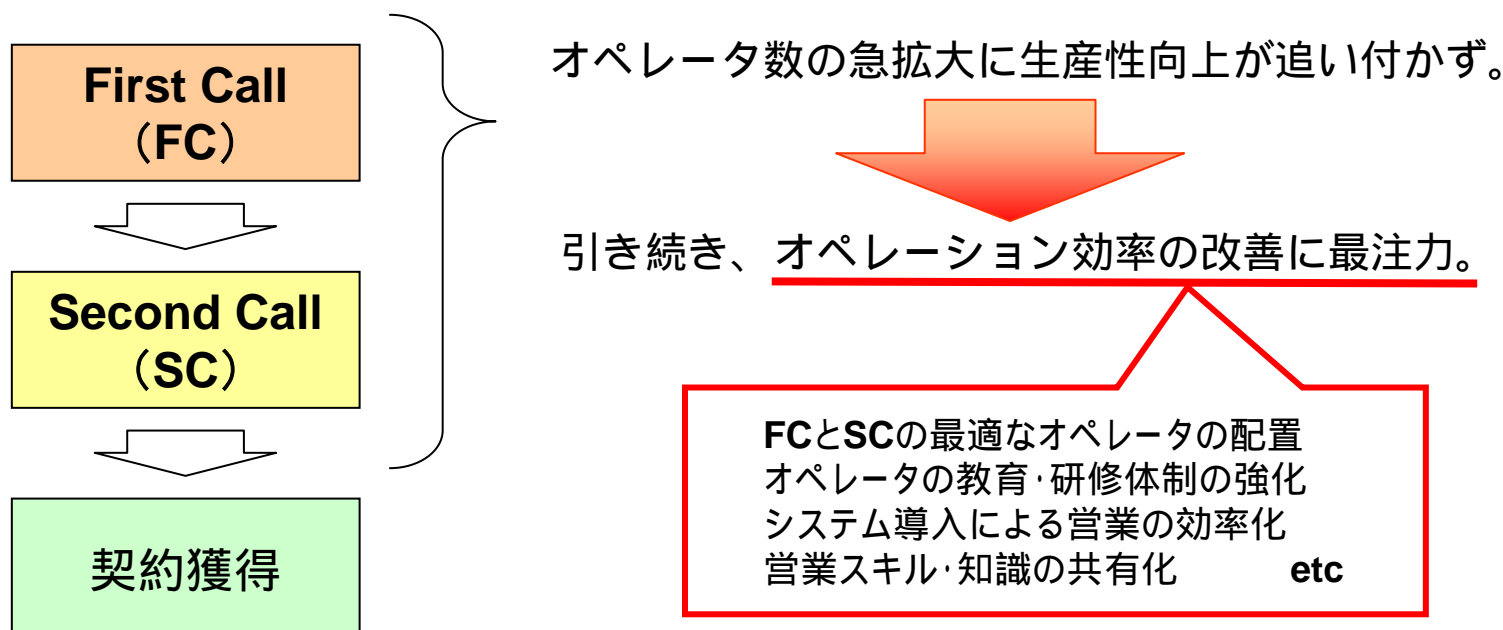 First Call
（FC）
Second Call
（SC）
契約獲得
オペレータ数の急拡大に生産性向上が追い付かず。
引き続き、オペレーション効率の改善に最注力。
FCとSCの最適なオペレータの配置
オペレータの教育・研修体制の強化
システム導入による営業の効率化
営業スキル・知識の共有化 etc